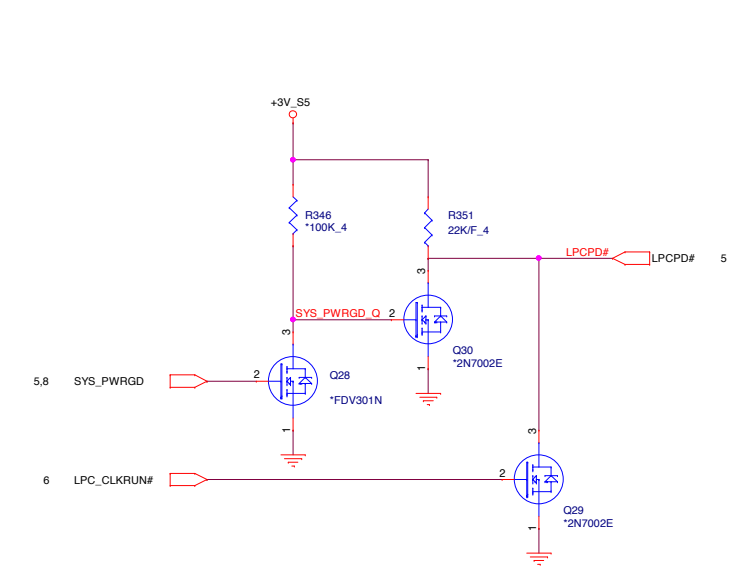 +3V_S5
R346
*100K_4
R351
22K/F_4
LPCPD#
LPCPD#
5
3
SYS_PWRGD_Q
2
3
Q30
*2N7002E
1
5,8
SYS_PWRGD
2
Q28
*FDV301N
1
3
6
LPC_CLKRUN#
2
Q29
*2N7002E
1